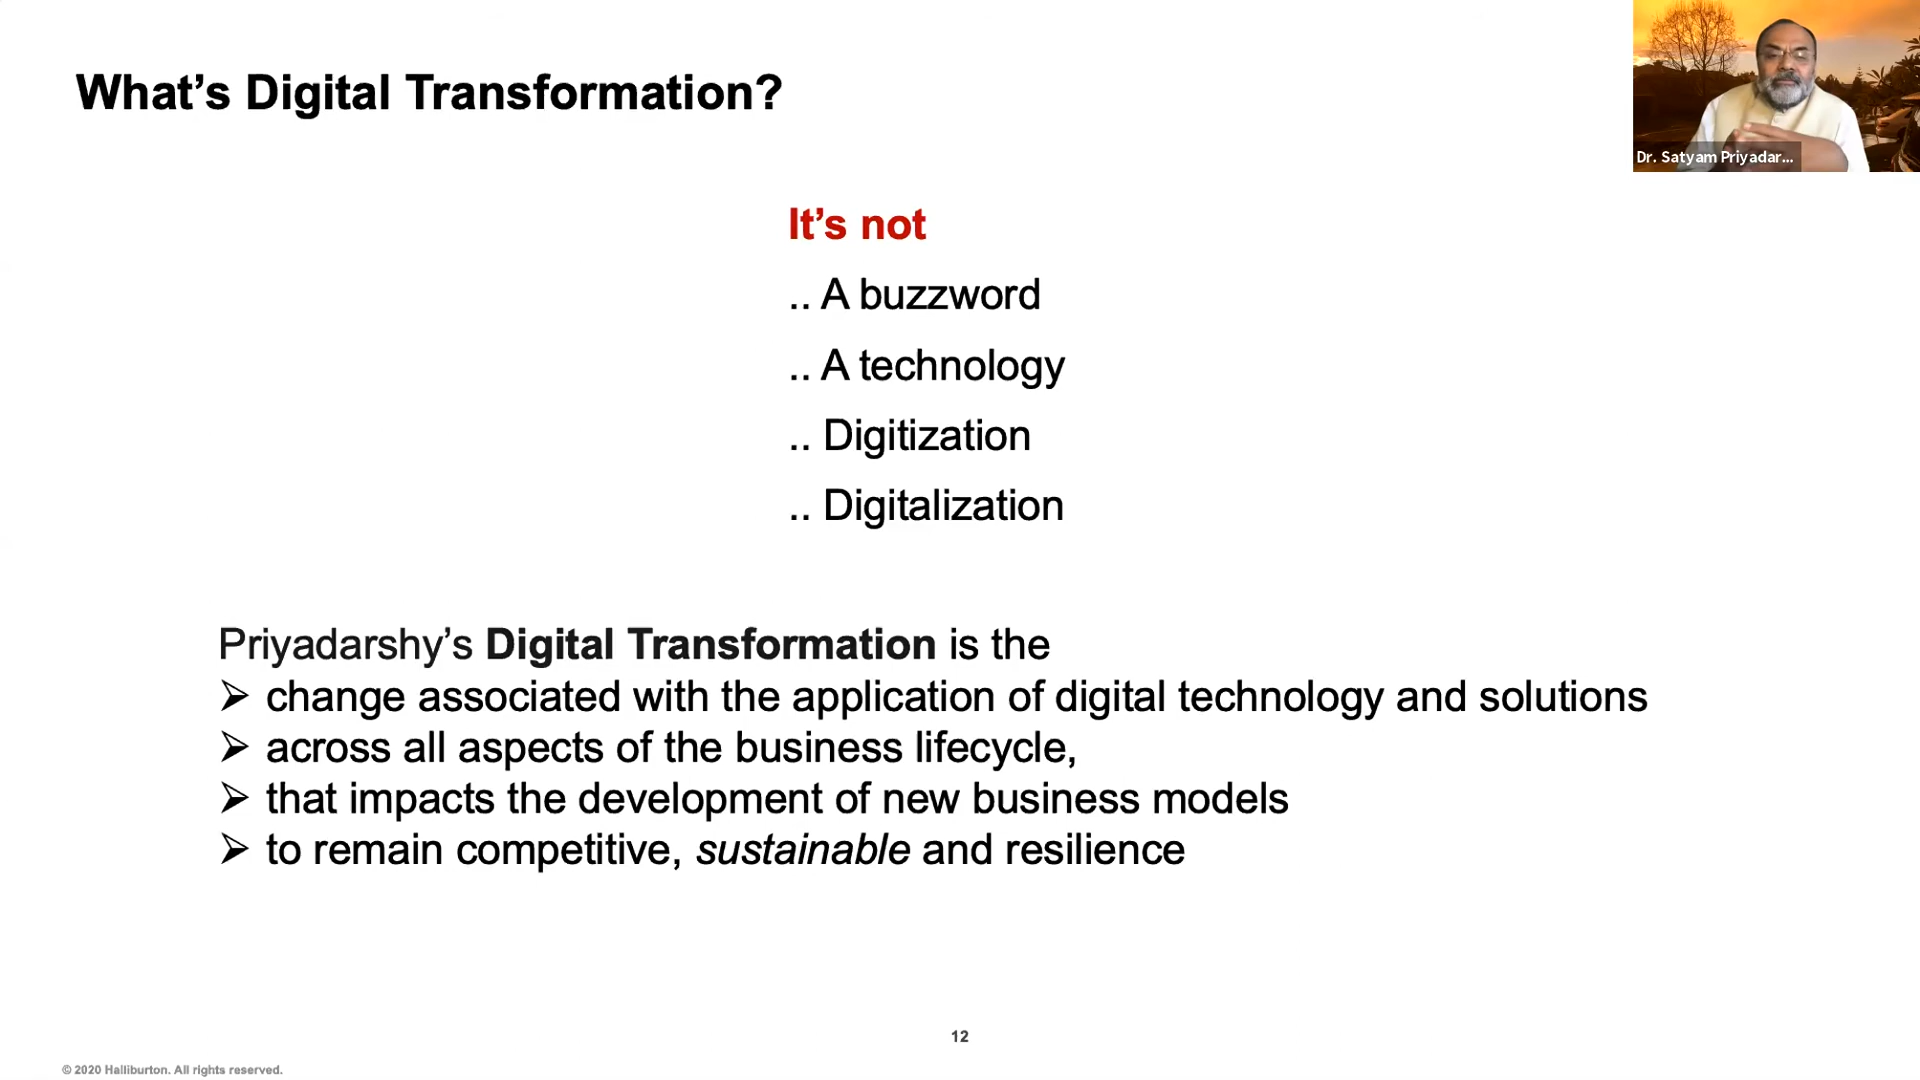 What’s Digital Transformation?
Dr. Satyam Priyadar...
It’s not
.. A buzzword
.. A technology
.. Digitization
.. Digitalization
Priyadarshy’s Digital Transformation is the
➢ change associated with the application of digital technology and solutions
➢ across all aspects of the business lifecycle,
➢ that impacts the development of new business models
➢ to remain competitive, sustainable and resilience
12
© 2020 Halliburton. All rights reserved.